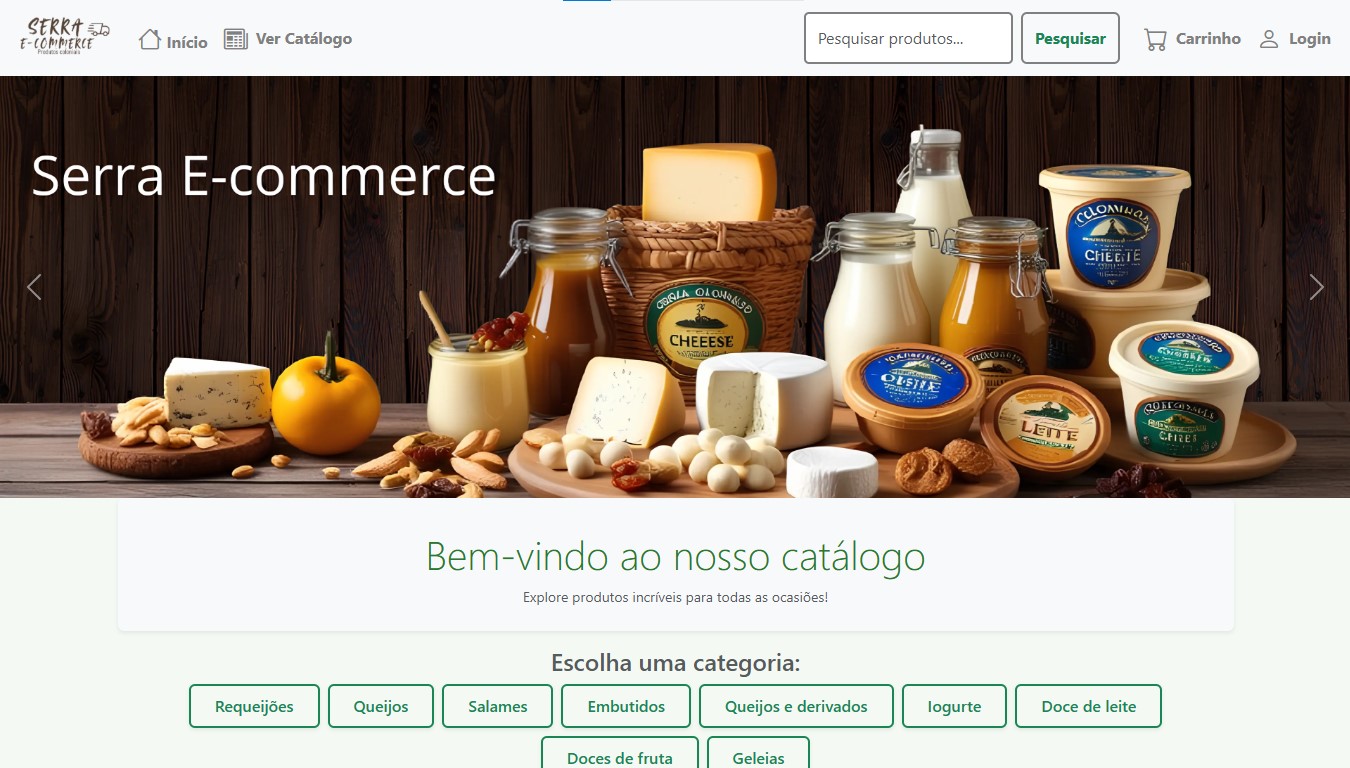 SERRA
E-COMMERCE
Produtos coloniais
Início
Ver Catálogo
Pesquisar produtos...
Pesquisar
Carrinho
Login
Serra E-commerce
CHEEESE
LEITE
Bem-vindo ao nosso catálogo
Explore produtos incríveis para todas as ocasiões!
Escolha uma categoria:
Requeijões
Queijos
Salames
Embutidos
Queijos e derivados
Iogurte
Doce de leite
Doces de fruta
Geleias